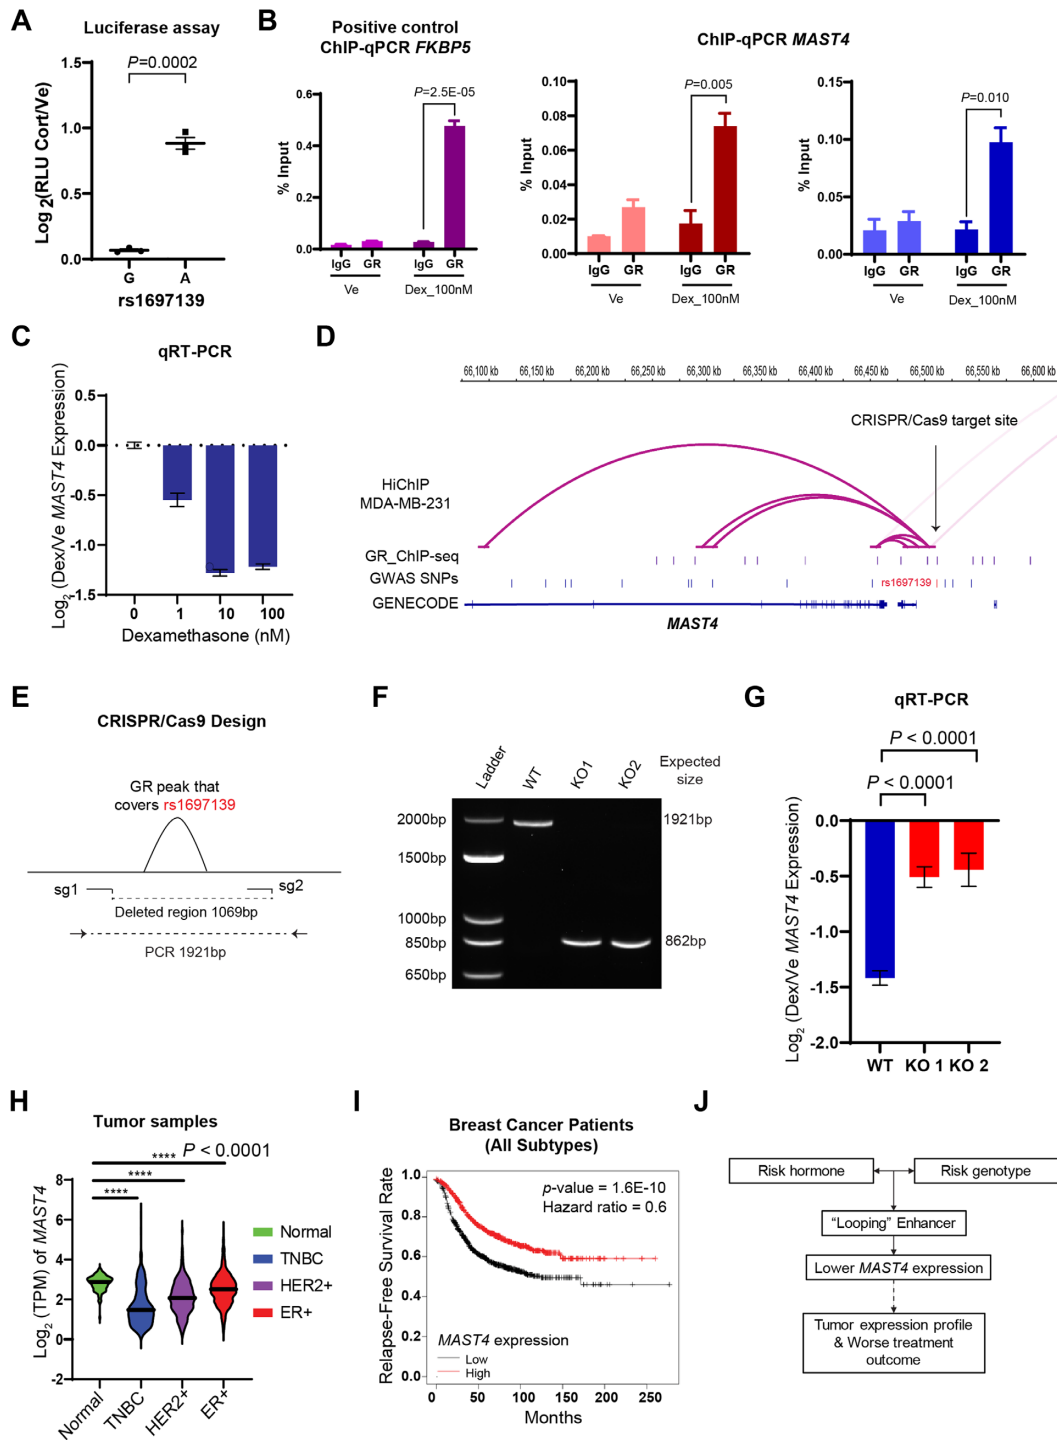 A
Luciferase assay
Log2(RLU Cort/Ve)
1.5
1.0
0.5
0.0
P=0.0002
G
A
rs1697139
B
Positive control
ChIP-qPCR FKBP5
% Input
0.6
0.4
0.2
0.0
P=2.5E-05
IgG GR IgG GR
Ve Dex_100nM
ChIP-qPCR MAST4
% Input
0.10
0.08
0.06
0.04
0.02
0.00
P=0.005
IgG GR IgG GR
Ve Dex_100nM
% Input
0.15
0.10
0.05
0.00
P=0.010
IgG GR IgG GR
Ve Dex_100nM
C
qRT-PCR
Log2 (Dex/Ve MAST4 Expression)
0.5
0.0
-0.5
-1.0
-1.5
0 1 10 100
Dexamethasone (nM)
D
66,100 kb 66,200 kb 66,300 kb 66,400 kb 66,450 kb 66,500 kb 66,550 kb 66,600 kb
CRISPR/Cas9 target site
HiChIP
MDA-MB-231
GR_ChIP-seq
GWAS SNPs
rs1697139
GENECODE
MAST4
E
CRISPR/Cas9 Design
GR peak that
covers rs1697139
sg1
sg2
Deleted region 1069bp
PCR 1921bp
F
Ladder
WT
KO1
KO2
Expected
size
2000bp
1500bp
1000bp
850bp
650bp
1921bp
862bp
G
qRT-PCR
P < 0.0001
P < 0.0001
Log2 (Dex/Ve MAST4 Expression)
0.0
-0.5
-1.0
-1.5
-2.0
WT KO 1 KO 2
H
Tumor samples
P < 0.0001
****
****
****
Log2 (TPM) of MAST4
8
6
4
2
0
-2
Normal
TNBC
HER2+
ER+
Normal
TNBC
HER2+
ER+
I
Breast Cancer Patients
(All Subtypes)
Relapse-Free Survival Rate
1.0
0.8
0.6
0.4
0.2
0.0
p-value = 1.6E-10
Hazard ratio = 0.6
MAST4 expression
Low
High
0 50 100 150 200 250
Months
J
Risk hormone
Risk genotype
“Looping” Enhancer
Lower MAST4 expression
Tumor expression profile
& Worse treatment
outcome